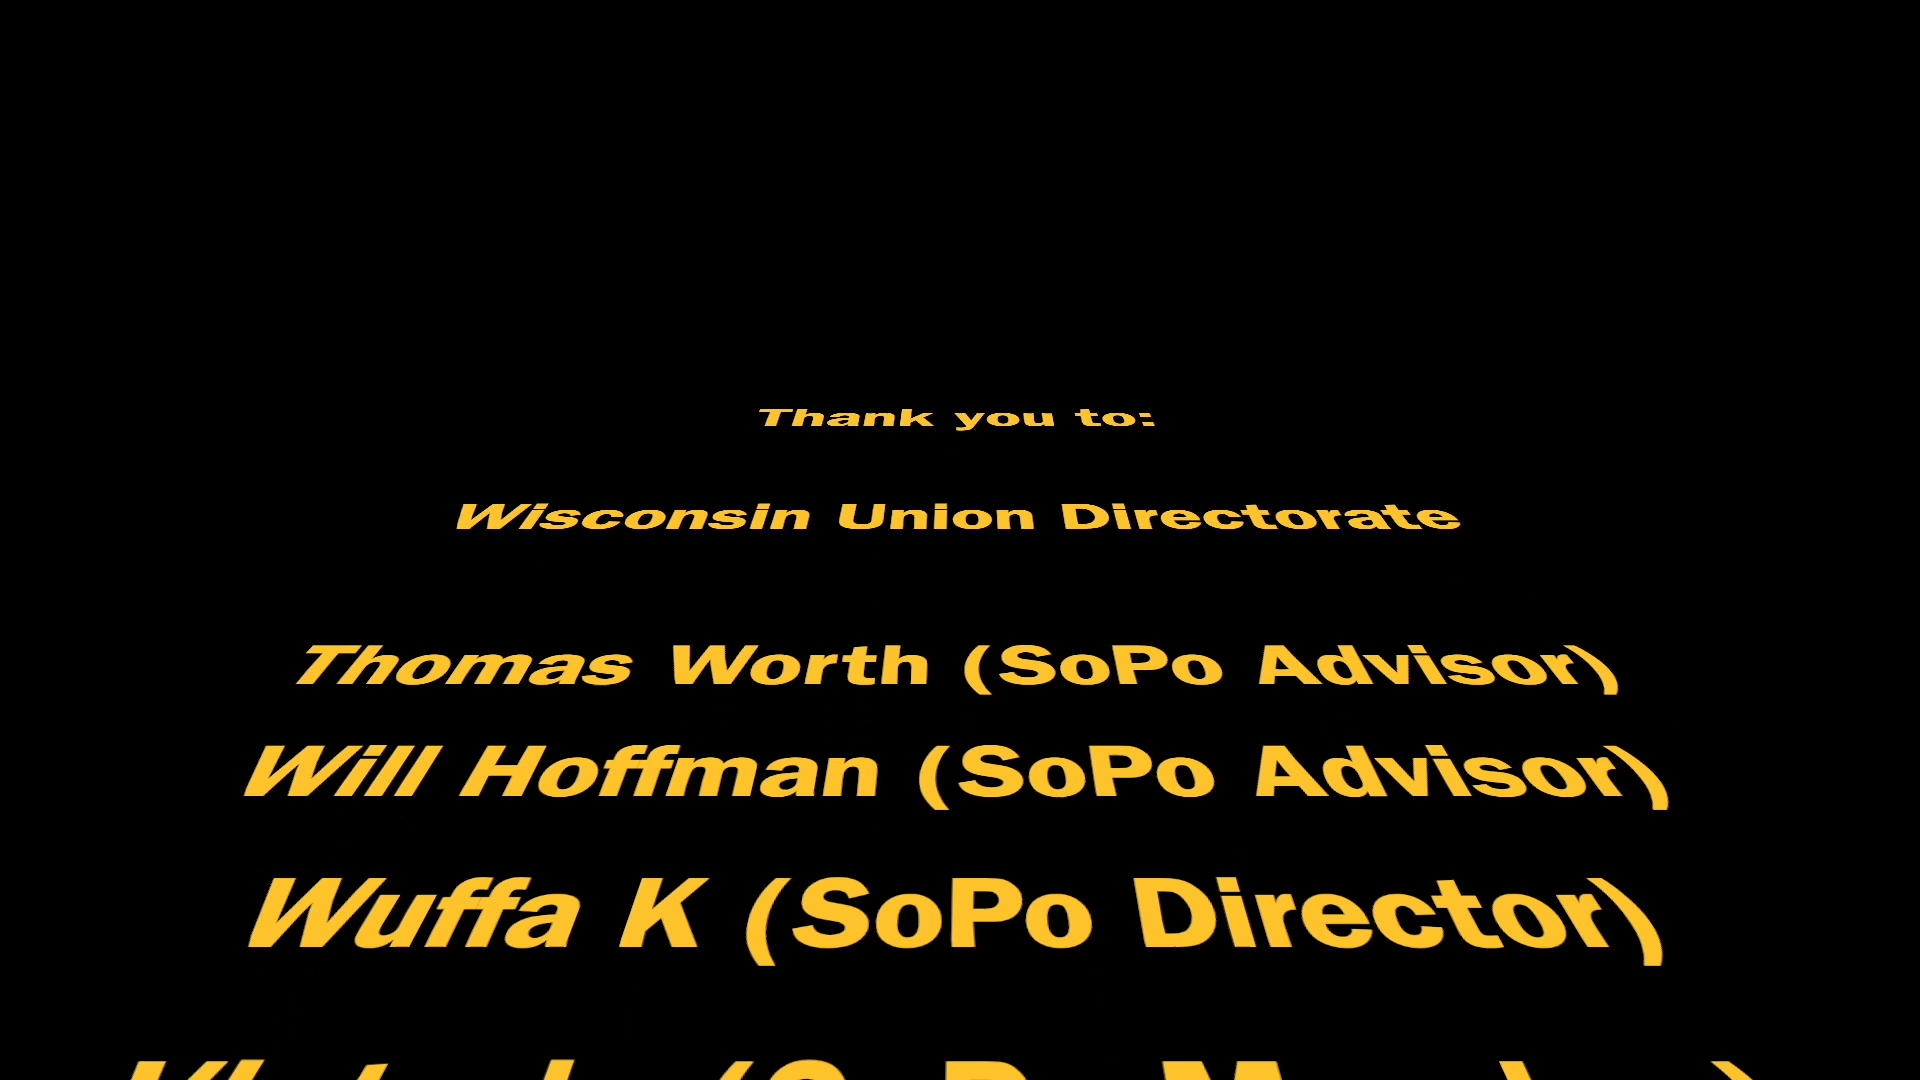 Thank you to:
Wisconsin Union Directorate
Thomas Worth (SoPo Advisor)
Will Hoffman (SoPo Advisor)
Wuffa K (SoPo Director)